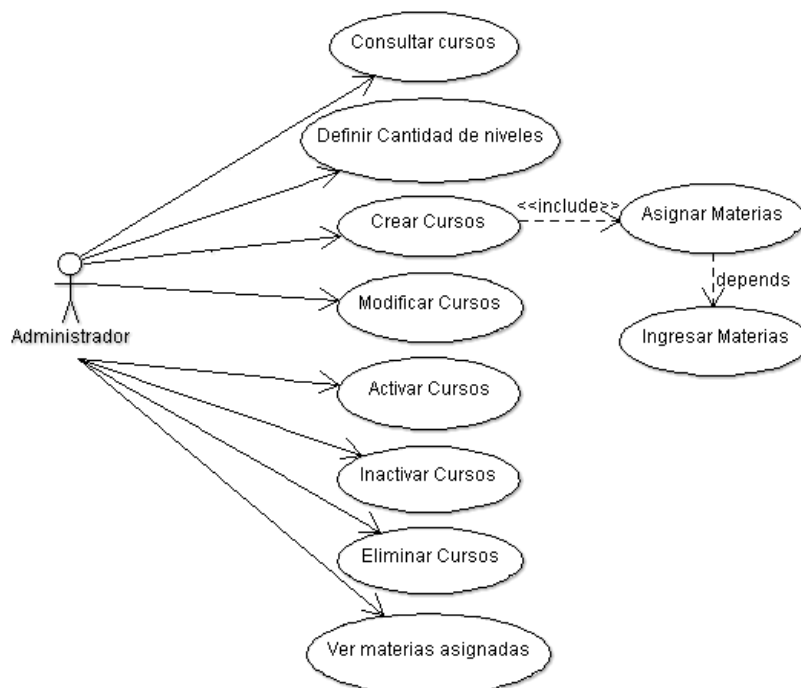 Consultar cursos
Definir Cantidad de niveles
<<include>>
Crear Cursos
Asignar Materias
depends
Modificar Cursos
Ingresar Materias
Administrador
Activar Cursos
Inactivar Cursos
Eliminar Cursos
Ver materias asignadas